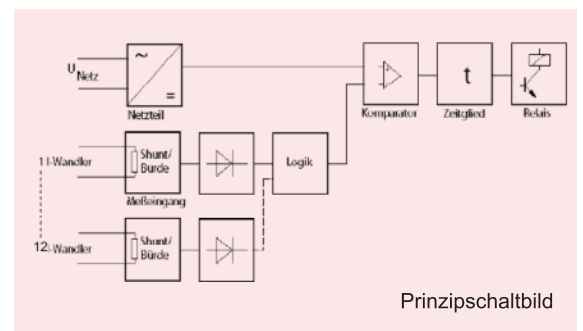 U Netz
~
=
Netzteil
Komparator
t
Zeitglied
Relais
1 I-Wandler
Shunt/
Bürde
Meßeingang
Logik
12 I-Wandler
Shunt/
Bürde
Prinzipschaltbild